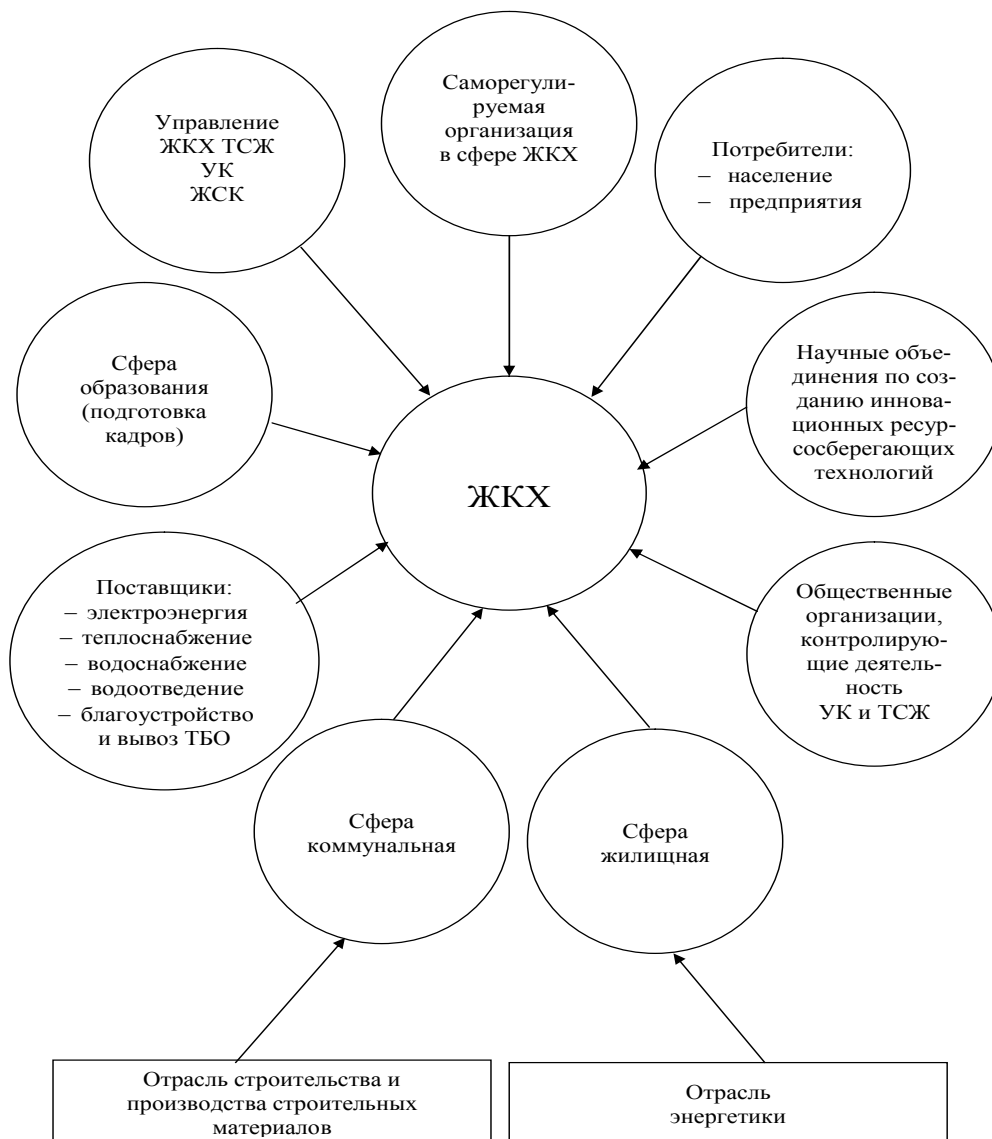 Саморегули-
руемая
организация
в сфере ЖКХ
Управление
ЖКХ ТСЖ
УК
ЖСК
Потребители:
– население
– предприятия
Сфера
образования
(подготовка
кадров)
Научные объе-
динения по соз-
данию иннова-
ционных ресур-
сосберегающих
технологий
ЖКХ
Поставщики:
– электроэнергия
– теплоснабжение
– водоснабжение
– водоотведение
– благоустройство
и вывоз ТБО
Общественные
организации,
контролирую-
щие деятель-
ность
УК и ТСЖ
Сфера
коммунальная
Сфера
жилищная
Отрасль строительства и
производства строительных
материалов
Отрасль
энергетики